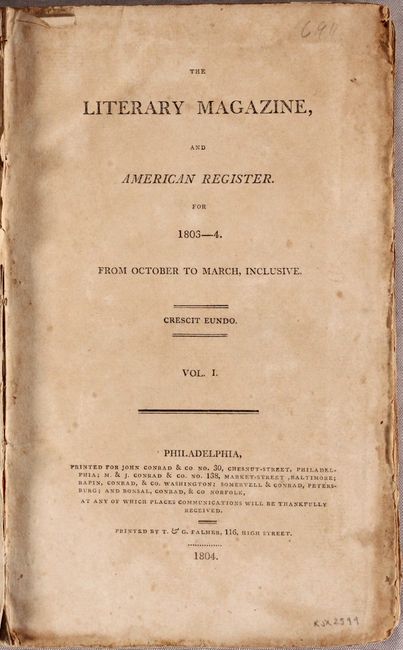 691
THE
LITERARY MAGAZINE,
AND
AMERICAN REGISTER.
FOR
1803—4.
FROM OCTOBER TO MARCH, INCLUSIVE.
CRESCIT EUNDO.
VOL. I.
PHILADELPHIA,
PRINTED FOR JOHN CONRAD & CO. NO. 30, CHESNUT-STREET, PHILADEL-
PHIA; M. & J. CONRAD & CO. NO. 138, MARKET-STREET, BALTIMORE;
RAPIN, CONRAD, & CO. WASHINGTON; SOMERVELL & CONRAD, PETERS-
BURG; AND BONSAL, CONRAD, & CO NORFOLK,
AT ANY OF WHICH PLACES COMMUNICATIONS WILL BE THANKFULLY
RECEIVED.
PRINTED BY T. & G. PALMER, 116, HIGH STREET.
1804.